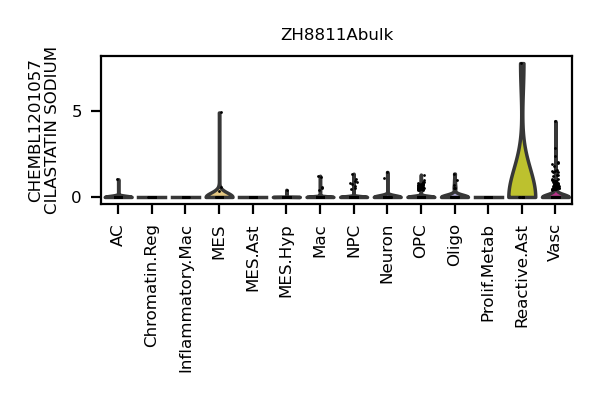 ZH8811Abulk
CHEMBL1201057
CILASTATIN SODIUM
5
0
AC
Chromatin.Reg
Inflammatory.Mac
MES
MES.Ast
MES.Hyp
Mac
NPC
Neuron
OPC
Oligo
Prolif.Metab
Reactive.Ast
Vasc